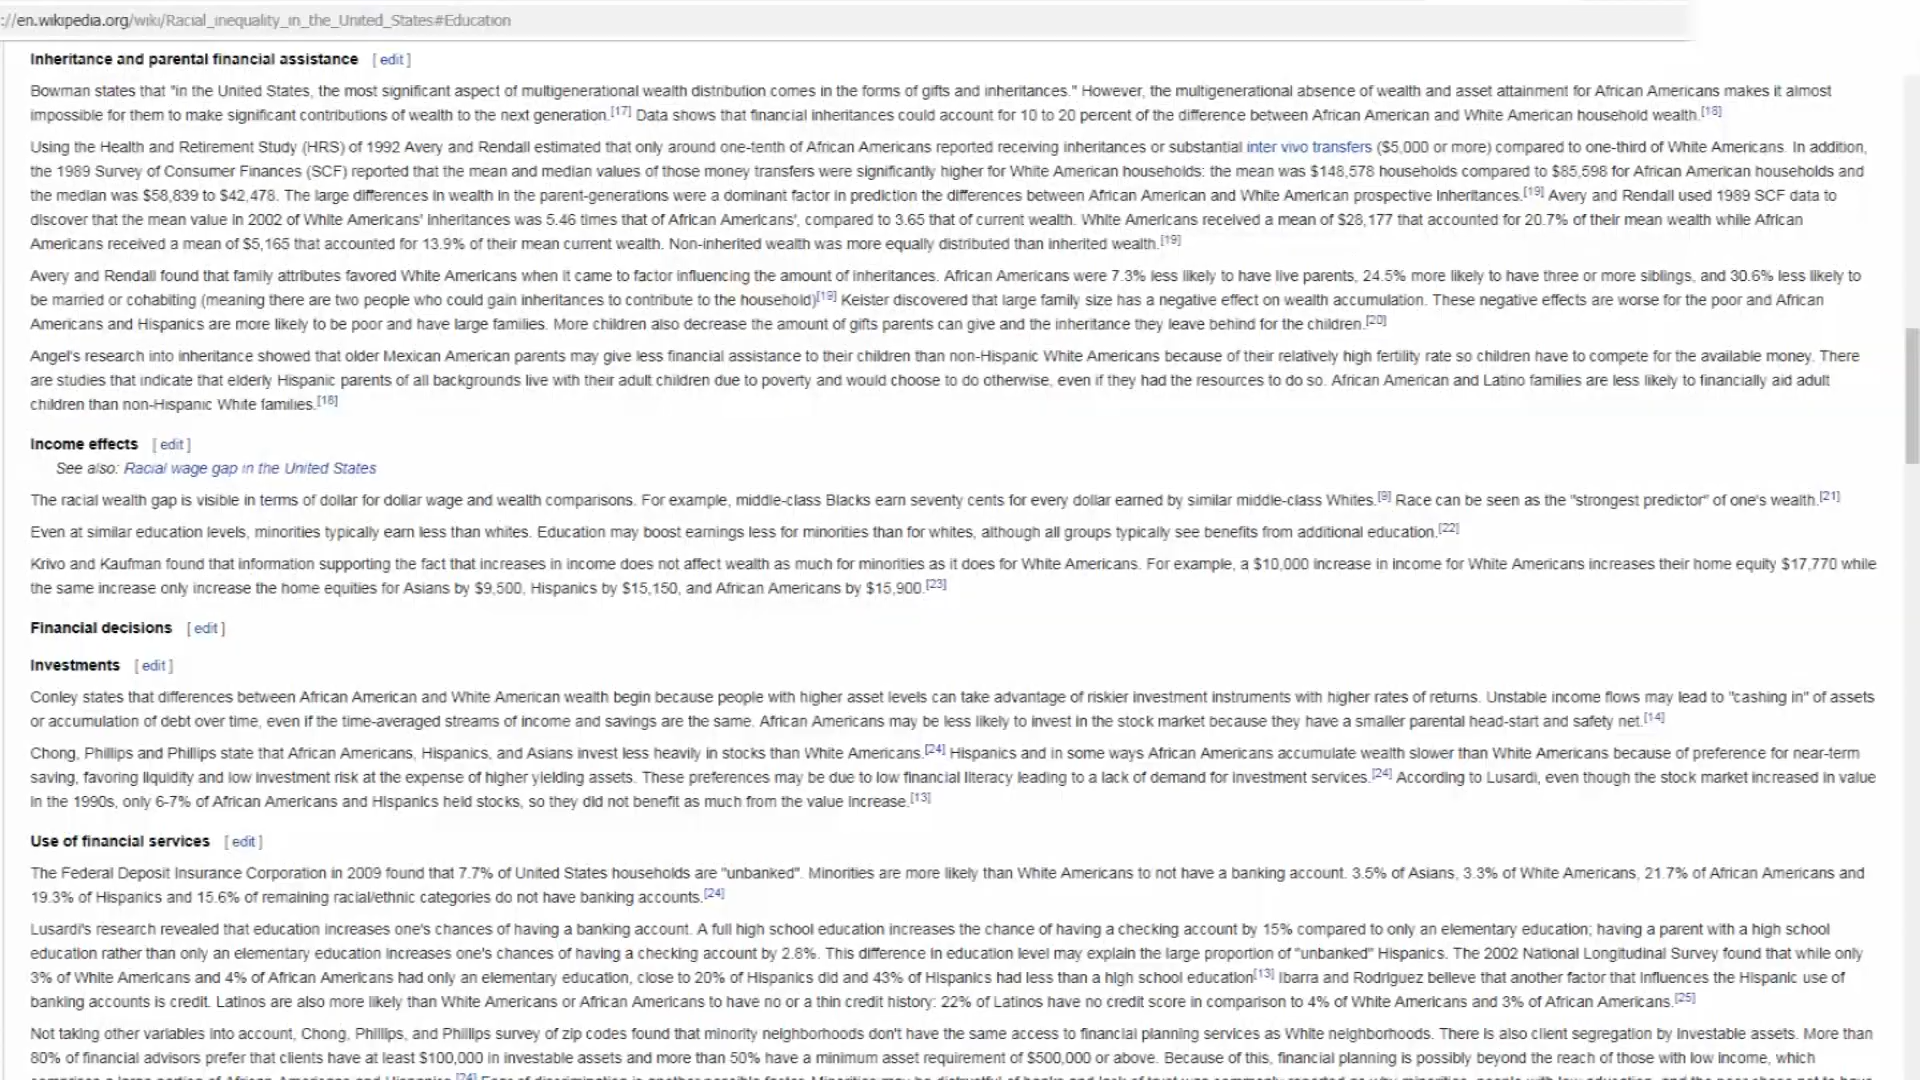 ://en.wikipedia.org/wiki/Racial_inequality_in_the_United_States#Education
Inheritance and parental financial assistance [ edit ]
Bowman states that "in the United States, the most significant aspect of multigenerational wealth distribution comes in the forms of gifts and inheritances." However, the multigenerational absence of wealth and asset attainment for African Americans makes it almost
impossible for them to make significant contributions of wealth to the next generation.[17] Data shows that financial inheritances could account for 10 to 20 percent of the difference between African American and White American household wealth.[18]
Using the Health and Retirement Study (HRS) of 1992 Avery and Rendall estimated that only around one-tenth of African Americans reported receiving inheritances or substantial inter vivo transfers ($5,000 or more) compared to one-third of White Americans. In addition,
the 1989 Survey of Consumer Finances (SCF) reported that the mean and median values of those money transfers were significantly higher for White American households: the mean was $148,578 households compared to $85,598 for African American households and
the median was $58,839 to $42,478. The large differences in wealth in the parent-generations were a dominant factor in prediction the differences between African American and White American prospective inheritances.[19] Avery and Rendall used 1989 SCF data to
discover that the mean value in 2002 of White Americans' inheritances was 5.46 times that of African Americans', compared to 3.65 that of current wealth. White Americans received a mean of $28,177 that accounted for 20.7% of their mean wealth while African
Americans received a mean of $5,165 that accounted for 13.9% of their mean current wealth. Non-inherited wealth was more equally distributed than inherited wealth.[19]
Avery and Rendall found that family attributes favored White Americans when it came to factor influencing the amount of inheritances. African Americans were 7.3% less likely to have live parents, 24.5% more likely to have three or more siblings, and 30.6% less likely to
be married or cohabiting (meaning there are two people who could gain inheritances to contribute to the household)[19] Keister discovered that large family size has a negative effect on wealth accumulation. These negative effects are worse for the poor and African
Americans and Hispanics are more likely to be poor and have large families. More children also decrease the amount of gifts parents can give and the inheritance they leave behind for the children.[20]
Angel's research into inheritance showed that older Mexican American parents may give less financial assistance to their children than non-Hispanic White Americans because of their relatively high fertility rate so children have to compete for the available money. There
are studies that indicate that elderly Hispanic parents of all backgrounds live with their adult children due to poverty and would choose to do otherwise, even if they had the resources to do so. African American and Latino families are less likely to financially aid adult
children than non-Hispanic White families.[18]
Income effects [ edit ]
See also: Racial wage gap in the United States
The racial wealth gap is visible in terms of dollar for dollar wage and wealth comparisons. For example, middle-class Blacks earn seventy cents for every dollar earned by similar middle-class Whites.[9] Race can be seen as the "strongest predictor" of one's wealth.[21]
Even at similar education levels, minorities typically earn less than whites. Education may boost earnings less for minorities than for whites, although all groups typically see benefits from additional education.[22]
Krivo and Kaufman found that information supporting the fact that increases in income does not affect wealth as much for minorities as it does for White Americans. For example, a $10,000 increase in income for White Americans increases their home equity $17,770 while
the same increase only increase the home equities for Asians by $9,500, Hispanics by $15,150, and African Americans by $15,900.[23]
Financial decisions [ edit ]
Investments [ edit ]
Conley states that differences between African American and White American wealth begin because people with higher asset levels can take advantage of riskier investment instruments with higher rates of returns. Unstable income flows may lead to "cashing in" of assets
or accumulation of debt over time, even if the time-averaged streams of income and savings are the same. African Americans may be less likely to invest in the stock market because they have a smaller parental head-start and safety net.[14]
Chong, Phillips and Phillips state that African Americans, Hispanics, and Asians invest less heavily in stocks than White Americans.[24] Hispanics and in some ways African Americans accumulate wealth slower than White Americans because of preference for near-term
saving, favoring liquidity and low investment risk at the expense of higher yielding assets. These preferences may be due to low financial literacy leading to a lack of demand for investment services.[24] According to Lusardi, even though the stock market increased in value
in the 1990s, only 6-7% of African Americans and Hispanics held stocks, so they did not benefit as much from the value increase.[13]
Use of financial services [ edit ]
The Federal Deposit Insurance Corporation in 2009 found that 7.7% of United States households are "unbanked". Minorities are more likely than White Americans to not have a banking account. 3.5% of Asians, 3.3% of White Americans, 21.7% of African Americans and
19.3% of Hispanics and 15.6% of remaining racial/ethnic categories do not have banking accounts.[24]
Lusardi's research revealed that education increases one's chances of having a banking account. A full high school education increases the chance of having a checking account by 15% compared to only an elementary education; having a parent with a high school
education rather than only an elementary education increases one's chances of having a checking account by 2.8%. This difference in education level may explain the large proportion of "unbanked" Hispanics. The 2002 National Longitudinal Survey found that while only
3% of White Americans and 4% of African Americans had only an elementary education, close to 20% of Hispanics did and 43% of Hispanics had less than a high school education[13] Ibarra and Rodriguez believe that another factor that influences the Hispanic use of
banking accounts is credit. Latinos are also more likely than White Americans or African Americans to have no or a thin credit history: 22% of Latinos have no credit score in comparison to 4% of White Americans and 3% of African Americans.[25]
Not taking other variables into account, Chong, Phillips, and Phillips survey of zip codes found that minority neighborhoods don't have the same access to financial planning services as White neighborhoods. There is also client segregation by investable assets. More than
80% of financial advisors prefer that clients have at least $100,000 in investable assets and more than 50% have a minimum asset requirement of $500,000 or above. Because of this, financial planning is possibly beyond the reach of those with low income, which